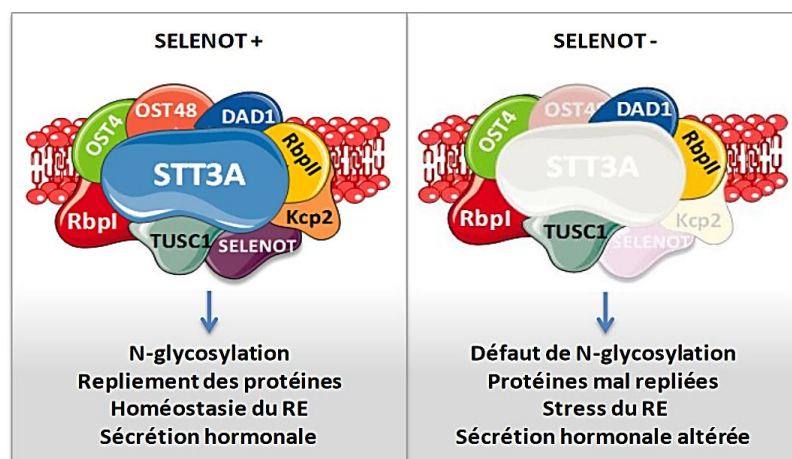 SELENOT +
OST4
OST48
DAD1
RbpII
STT3A
RbpI
Kcp2
TUSC1
SELENOT
N-glycosylation
Repliement des protéines
Homéostasie du RE
Sécrétion hormonale
SELENOT -
OST4
OST48
DAD1
RbpII
STT3A
RbpI
Kcp2
TUSC1
SELENOT
Défaut de N-glycosylation
Protéines mal repliées
Stress du RE
Sécrétion hormonale altérée